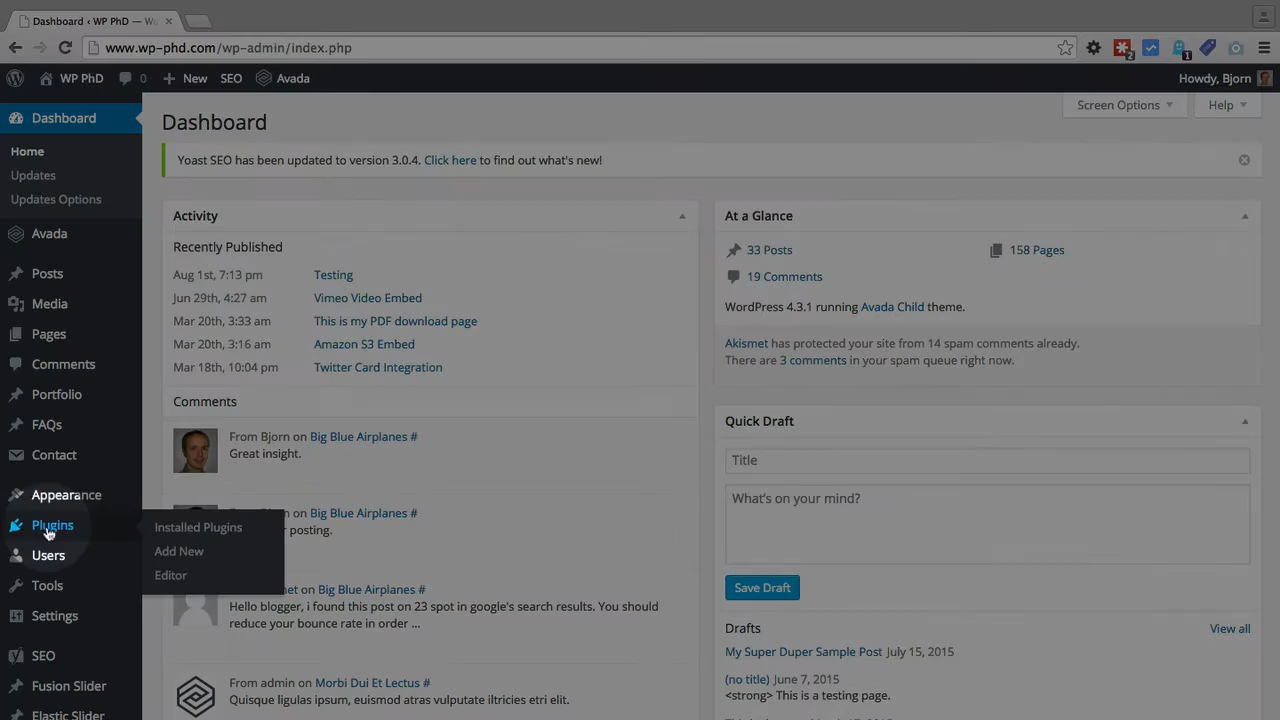 Dashboard ‹ WP PhD — Wo
www.wp-phd.com/wp-admin/index.php
2
1
WP PhD 0 New SEO Avada Howdy, Bjorn
Screen Options Help
Dashboard
Home
Updates
Updates Options
Avada
Posts
Media
Pages
Comments
Portfolio
FAQs
Contact
Appearance
Plugins
Users
Tools
Settings
SEO
Fusion Slider
Elastic Slider
Installed Plugins
Add New
Editor
Dashboard
Yoast SEO has been updated to version 3.0.4. Click here to find out what's new!
Activity
Recently Published
Aug 1st, 7:13 pm Testing
Jun 29th, 4:27 am Vimeo Video Embed
Mar 20th, 3:33 am This is my PDF download page
Mar 20th, 3:16 am Amazon S3 Embed
Mar 18th, 10:04 pm Twitter Card Integration
Comments
From Bjorn on Big Blue Airplanes #
Great insight.
on Big Blue Airplanes #
posting.
on Big Blue Airplanes #
Hello blogger, i found this post on 23 spot in google's search results. You should
reduce your bounce rate in order ...
From admin on Morbi Dui Et Lectus #
Quisque ligulas ipsum, euismod atras vulputate iltricies etri elit.
At a Glance
33 Posts 158 Pages
19 Comments
WordPress 4.3.1 running Avada Child theme.
Akismet has protected your site from 14 spam comments already.
There are 3 comments in your spam queue right now.
Quick Draft
Title
What's on your mind?
Save Draft
Drafts View all
My Super Duper Sample Post July 15, 2015
(no title) June 7, 2015
<strong> This is a testing page.